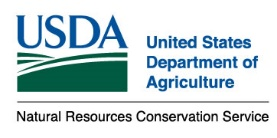 USDA
United States
Department of
Agriculture
Natural Resources Conservation Service